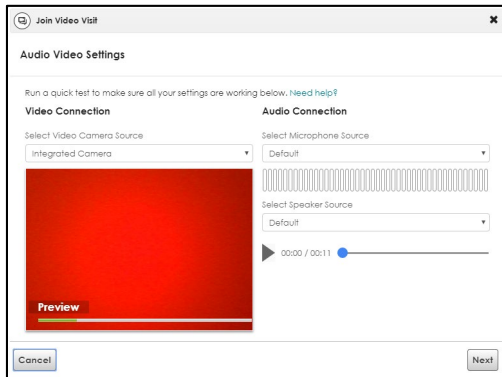 Join Video Visit
Audio Video Settings
Run a quick test to make sure all your settings are working below. Need help?
Video Connection
Select Video Camera Source
Integrated Camera
Preview
Audio Connection
Select Microphone Source
Default
Select Speaker Source
Default
00:00 / 00:11
Cancel
Next